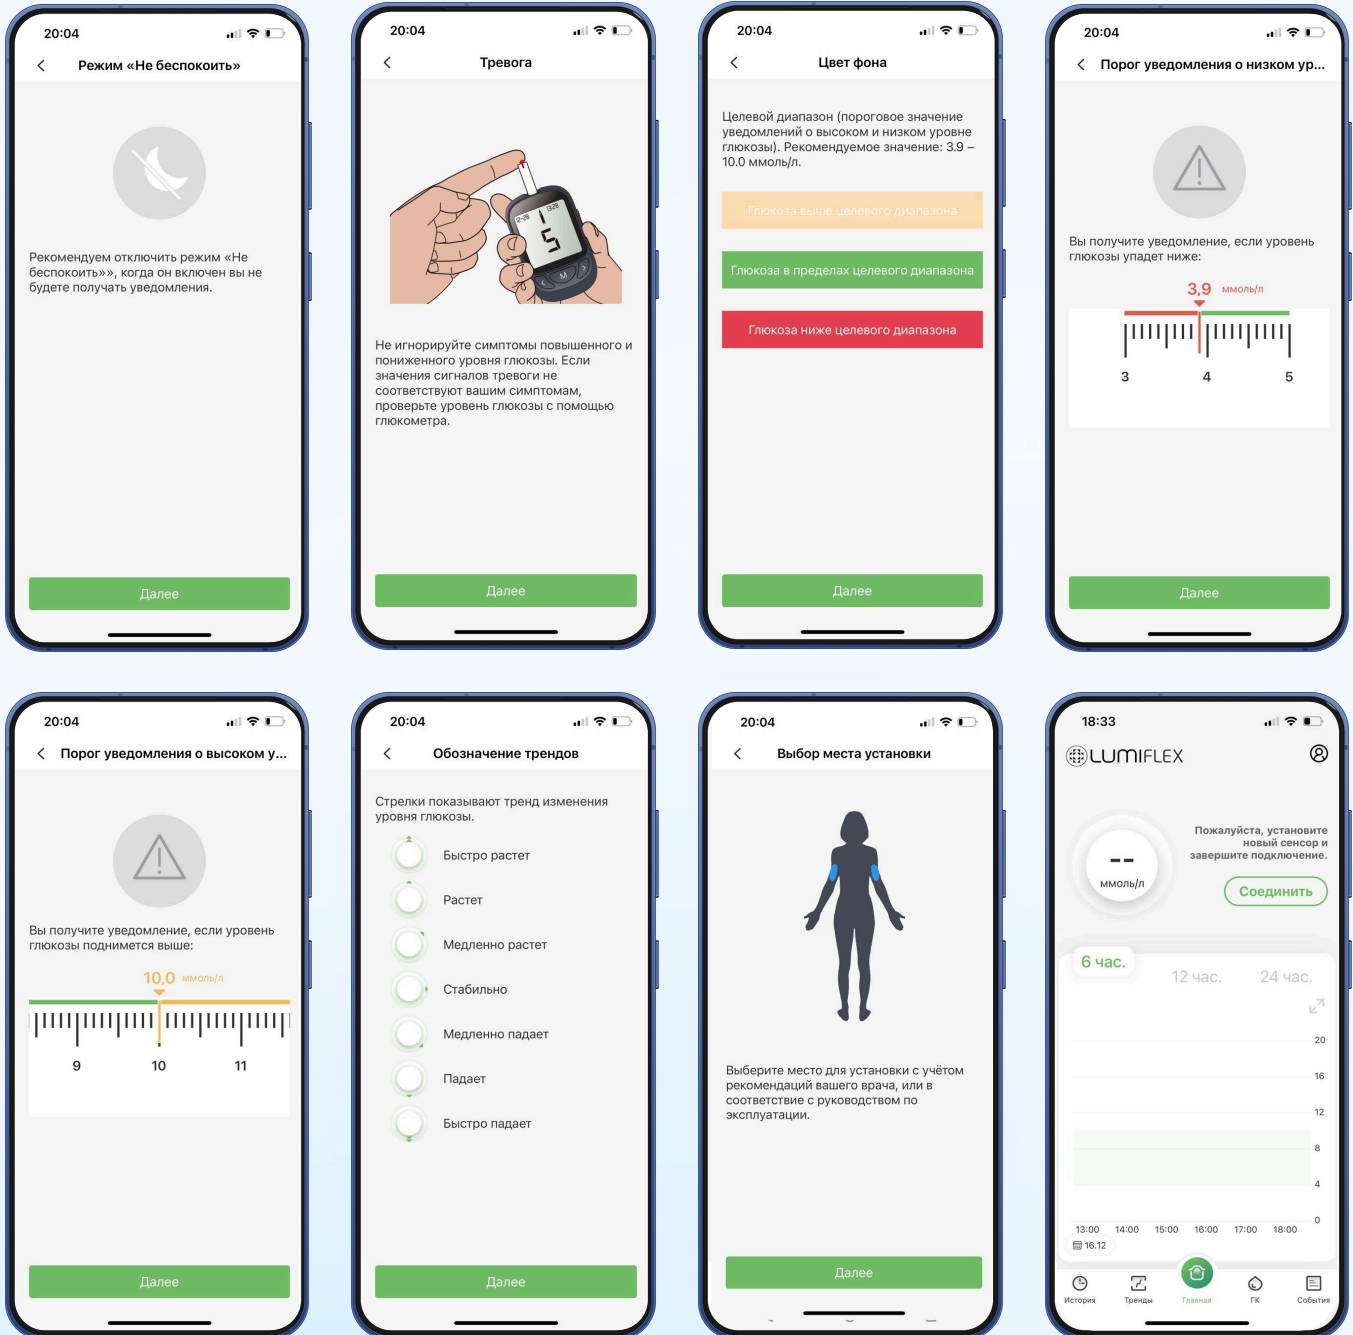 20:04
Режим «Не беспокоить»
Рекомендуем отключить режим «Не
беспокоить»», когда он включен вы не
будете получать уведомления.
Далее
20:04
Тревога
12-28 13:28
Не игнорируйте симптомы повышенного и
пониженного уровня глюкозы. Если
значения сигналов тревоги не
соответствуют вашим симптомам,
проверьте уровень глюкозы с помощью
глюкометра.
Далее
20:04
Цвет фона
Целевой диапазон (пороговое значение
уведомлений о высоком и низком уровне
глюкозы). Рекомендуемое значение: 3.9 –
10.0 ммоль/л.
Глюкоза выше целевого диапазона
Глюкоза в пределах целевого диапазона
Глюкоза ниже целевого диапазона
Далее
20:04
Порог уведомления о низком ур...
Вы получите уведомление, если уровень
глюкозы упадет ниже:
3,9 ммоль/л
3 4 5
Далее
20:04
Порог уведомления о высоком у...
Вы получите уведомление, если уровень
глюкозы поднимется выше:
10,0 ммоль/л
9 10 11
Далее
20:04
Обозначение трендов
Стрелки показывают тренд изменения
уровня глюкозы.
Быстро растет
Растет
Медленно растет
Стабильно
Медленно падает
Падает
Быстро падает
Далее
20:04
Выбор места установки
Выберите место для установки с учётом
рекомендаций вашего врача, или в
соответствие с руководством по
эксплуатации.
Далее
18:33
LUMIFLEX
Пожалуйста, установите
новый сенсор и
завершите подключение.
--
ммоль/л
Соединить
6 час. 12 час. 24 час.
20
16
12
8
4
0
13:00 14:00 15:00 16:00 17:00 18:00
16.12
История Тренды Главная ГК События